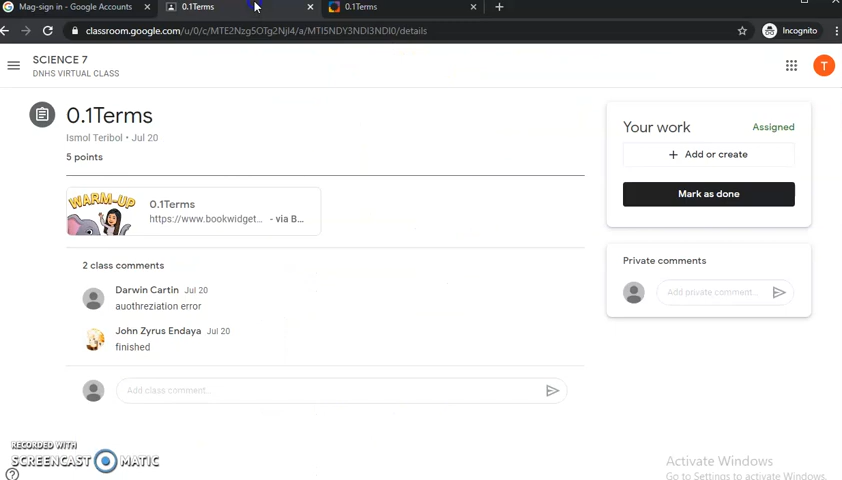 Mag-sign in - Google Accounts
0.1Terms
0.1Terms
classroom.google.com/u/0/c/MTE2Nzg5OTg2NjI4/a/MTI5NDY3NDI3NDI0/details
Incognito
SCIENCE 7
DNHS VIRTUAL CLASS
T
0.1Terms
Ismol Teribol • Jul 20
5 points
WARM-UP
0.1Terms
https://www.bookwidget... - via B...
2 class comments
Darwin Cartin Jul 20
auothreziation error
John Zyrus Endaya Jul 20
finished
Add class comment...
Your work
Assigned
+ Add or create
Mark as done
Private comments
Add private comment...
RECORDED WITH
SCREENCAST MATIC
Activate Windows
Go to Settings to activate Windows.